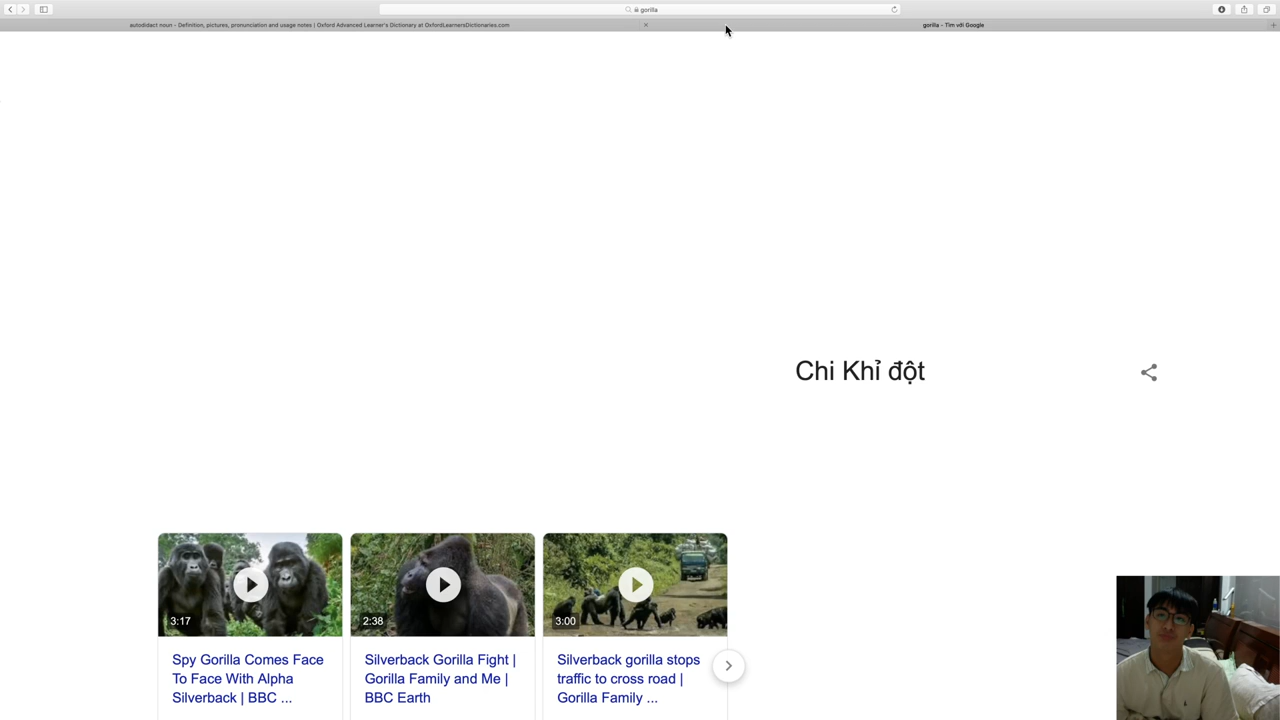 gorilla
autodidact noun - Definition, pictures, pronunciation and usage notes | Oxford Advanced Learner's Dictionary at OxfordLearnersDictionaries.com
gorilla - Tìm với Google
Chi Khỉ đột
3:17
2:38
3:00
Spy Gorilla Comes Face
To Face With Alpha
Silverback | BBC ...
Silverback Gorilla Fight |
Gorilla Family and Me |
BBC Earth
Silverback gorilla stops
traffic to cross road |
Gorilla Family ...